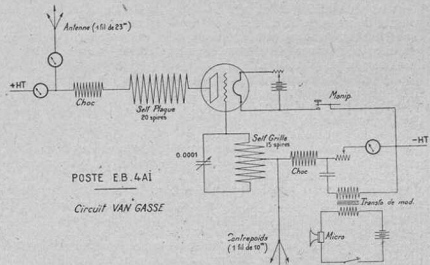 Antenne (1 fil de 23m)
+HT
Choc
Self Plaque
20 spires
Manip.
-HT
0.0001
Self Grille
15 spires
Choc
Transfo de mod.
POSTE E.B.4AI
Circuit VAN GASSE
Contrepoids
(1 fil de 10m)
Micro